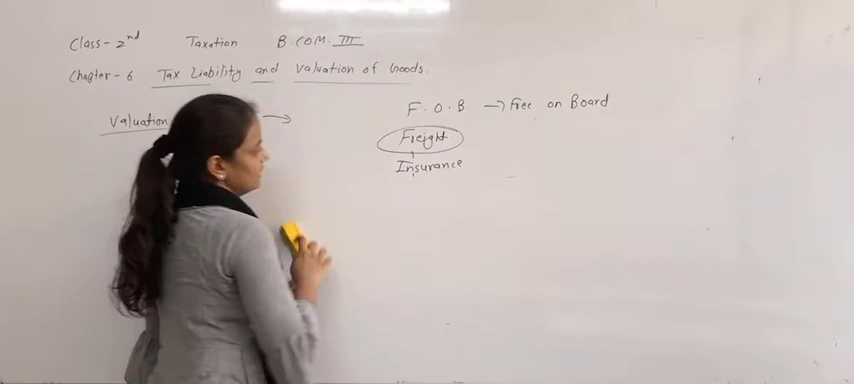 Class - 2nd Taxation B COM. III
Chapter - 6 Tax Liability and Valuation of Goods.
Valuation → F.O.B → Free on Board
Freight
Insurance